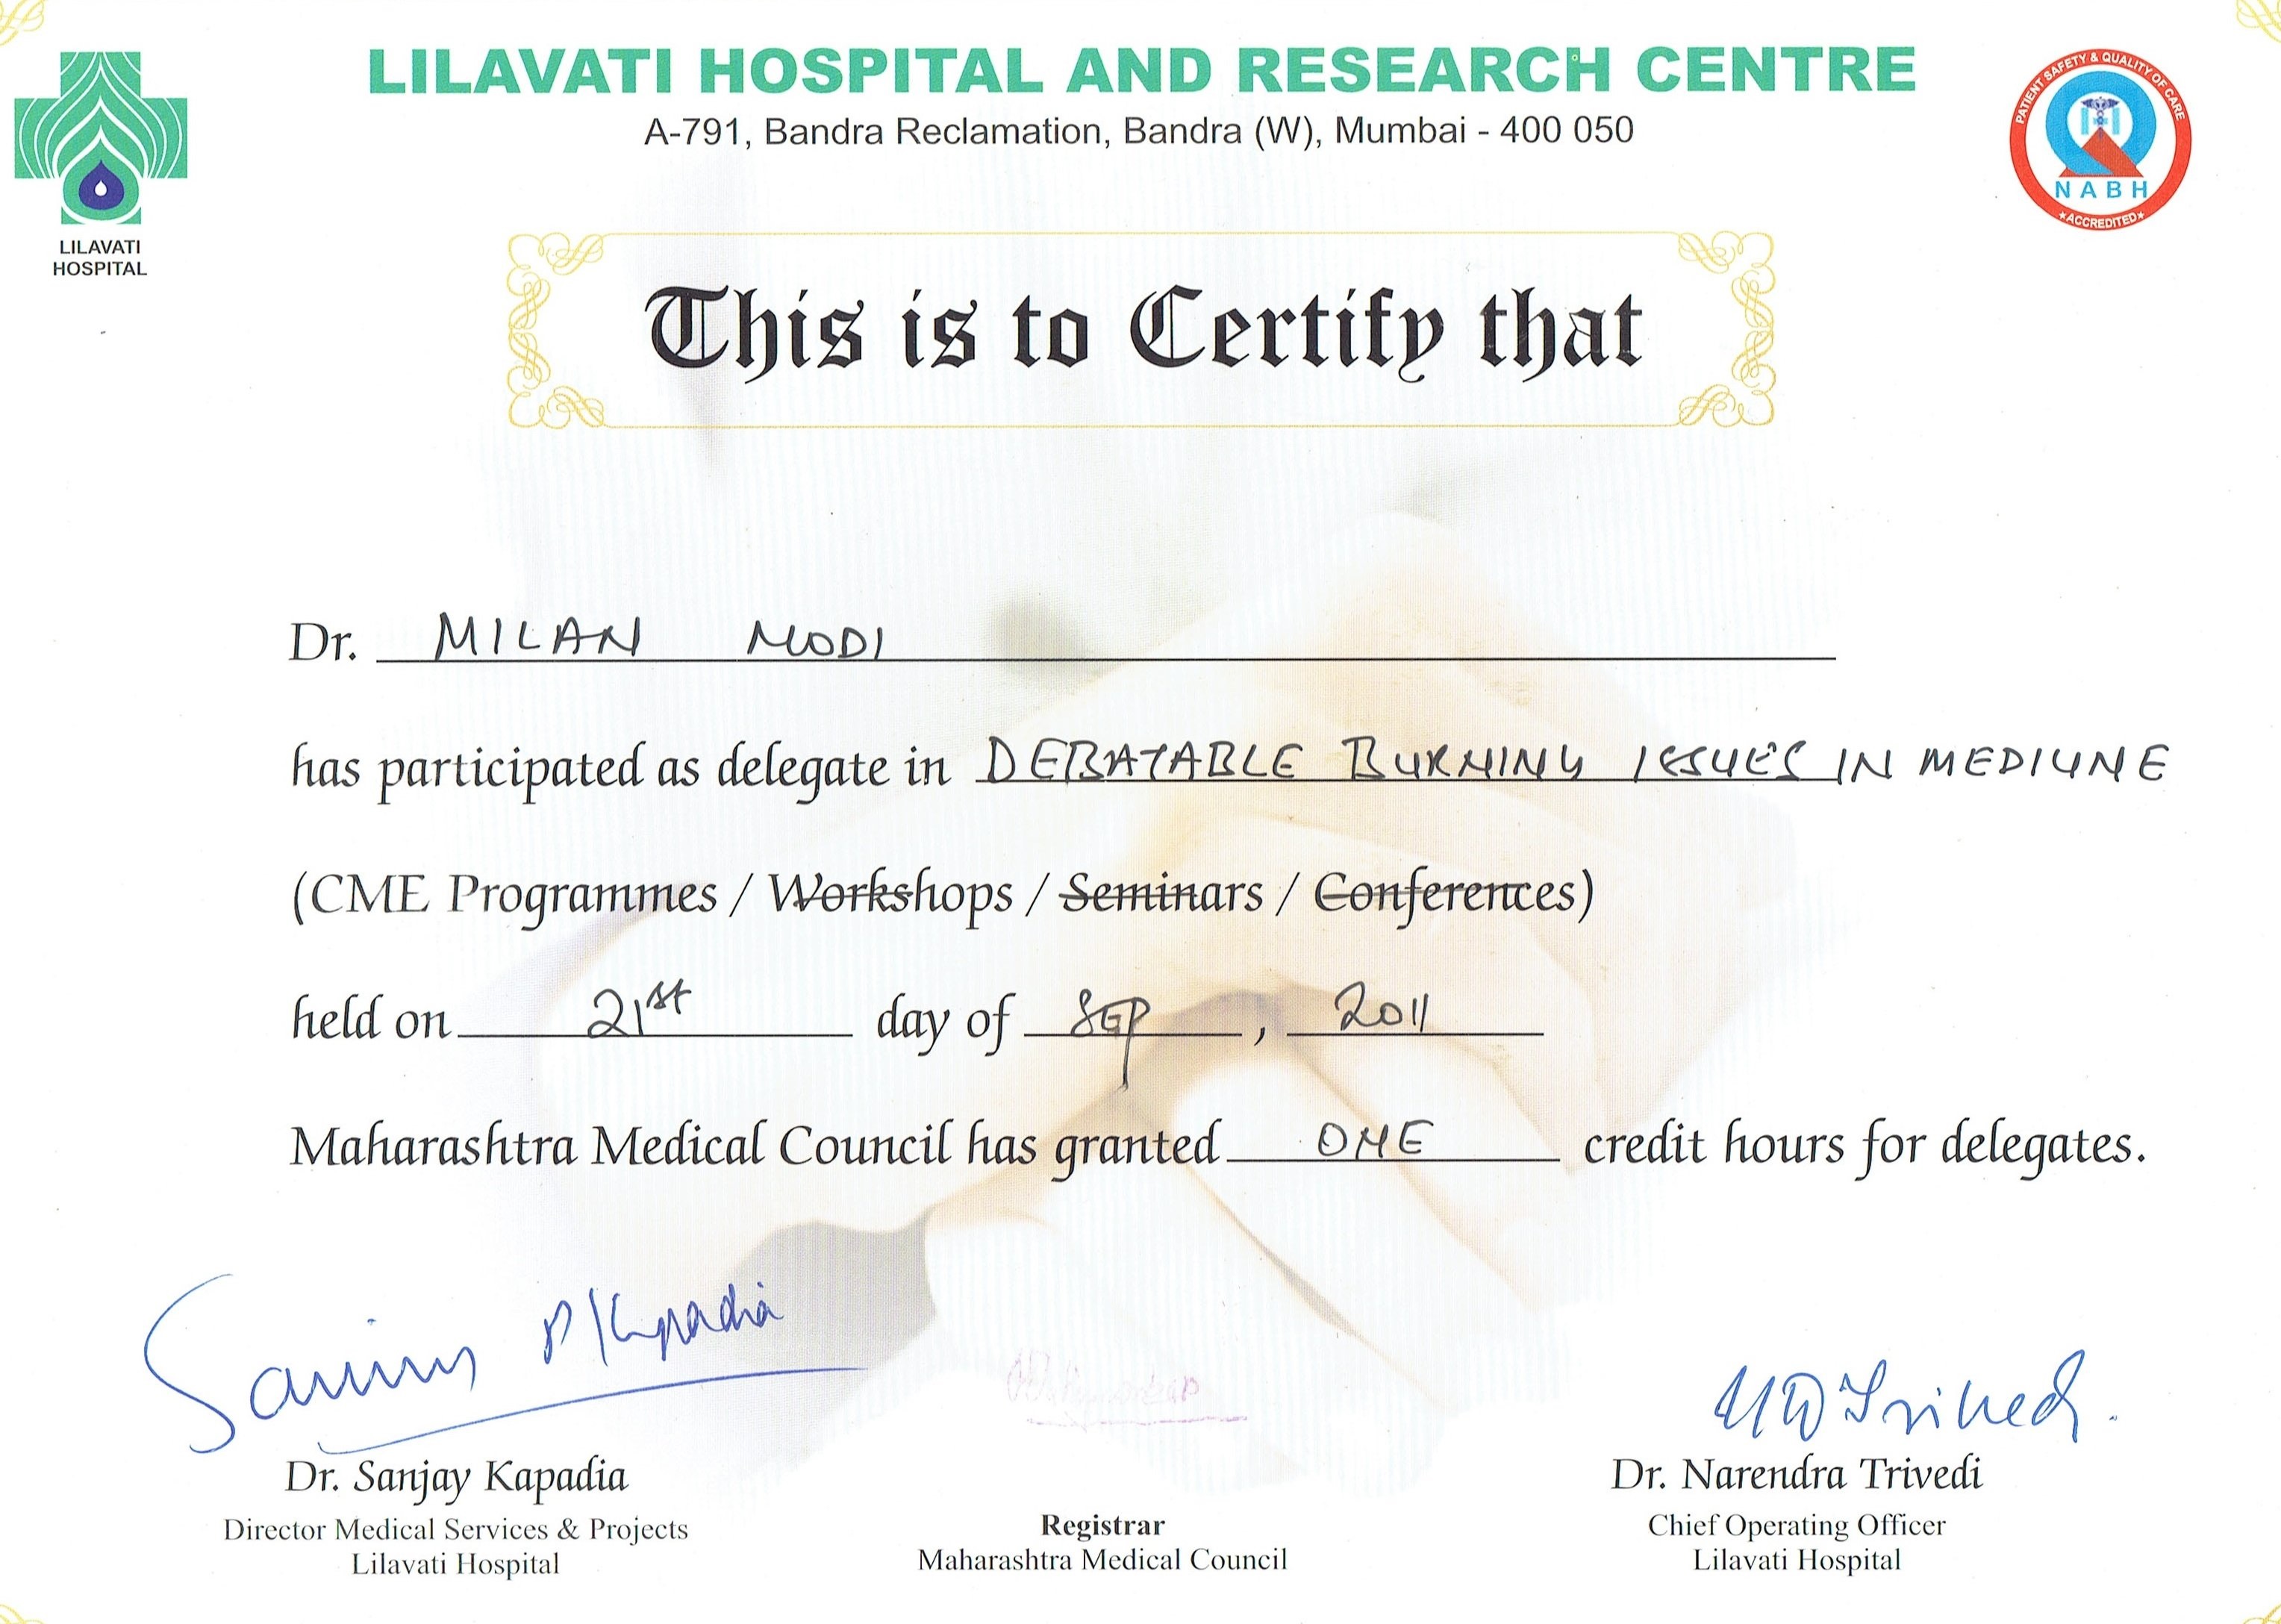 LILAVATI HOSPITAL AND RESEARCH CENTRE
A-791, Bandra Reclamation, Bandra (W), Mumbai - 400 050
LILAVATI
HOSPITAL
PATIENT SAFETY & QUALITY OF CARE
NABH
★ACCREDITED★
This is to Certify that
Dr. MILAN MODI
has participated as delegate in DEBATABLE BURNING ISSUES IN MEDICINE
(CME Programmes / Workshops / Seminars / Conferences)
held on 21st day of SEP, 2011
Maharashtra Medical Council has granted ONE credit hours for delegates.
Sanjay P Kapadia
N D Trivedi.
Dr. Sanjay Kapadia
Director Medical Services & Projects
Lilavati Hospital
Registrar
Maharashtra Medical Council
Dr. Narendra Trivedi
Chief Operating Officer
Lilavati Hospital